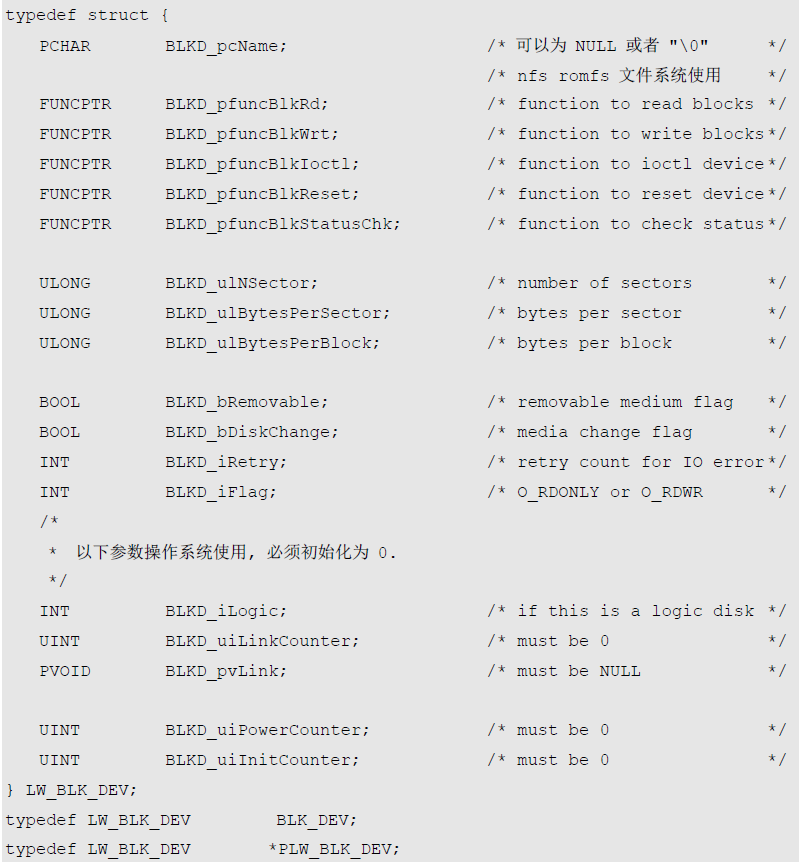 typedef struct {
PCHAR BLKD_pcName; /* 可以为 NULL 或者 "\0" */
/* nfs romfs 文件系统使用 */
FUNCPTR BLKD_pfuncBlkRd; /* function to read blocks */
FUNCPTR BLKD_pfuncBlkWrt; /* function to write blocks*/
FUNCPTR BLKD_pfuncBlkIoctl; /* function to ioctl device*/
FUNCPTR BLKD_pfuncBlkReset; /* function to reset device*/
FUNCPTR BLKD_pfuncBlkStatusChk; /* function to check status*/
ULONG BLKD_ulNSector; /* number of sectors */
ULONG BLKD_ulBytesPerSector; /* bytes per sector */
ULONG BLKD_ulBytesPerBlock; /* bytes per block */
BOOL BLKD_bRemovable; /* removable medium flag */
BOOL BLKD_bDiskChange; /* media change flag */
INT BLKD_iRetry; /* retry count for IO error*/
INT BLKD_iFlag; /* O_RDONLY or O_RDWR */
/*
* 以下参数操作系统使用, 必须初始化为 0.
*/
INT BLKD_iLogic; /* if this is a logic disk */
UINT BLKD_uiLinkCounter; /* must be 0 */
PVOID BLKD_pvLink; /* must be NULL */
UINT BLKD_uiPowerCounter; /* must be 0 */
UINT BLKD_uiInitCounter; /* must be 0 */
} LW_BLK_DEV;
typedef LW_BLK_DEV BLK_DEV;
typedef LW_BLK_DEV *PLW_BLK_DEV;